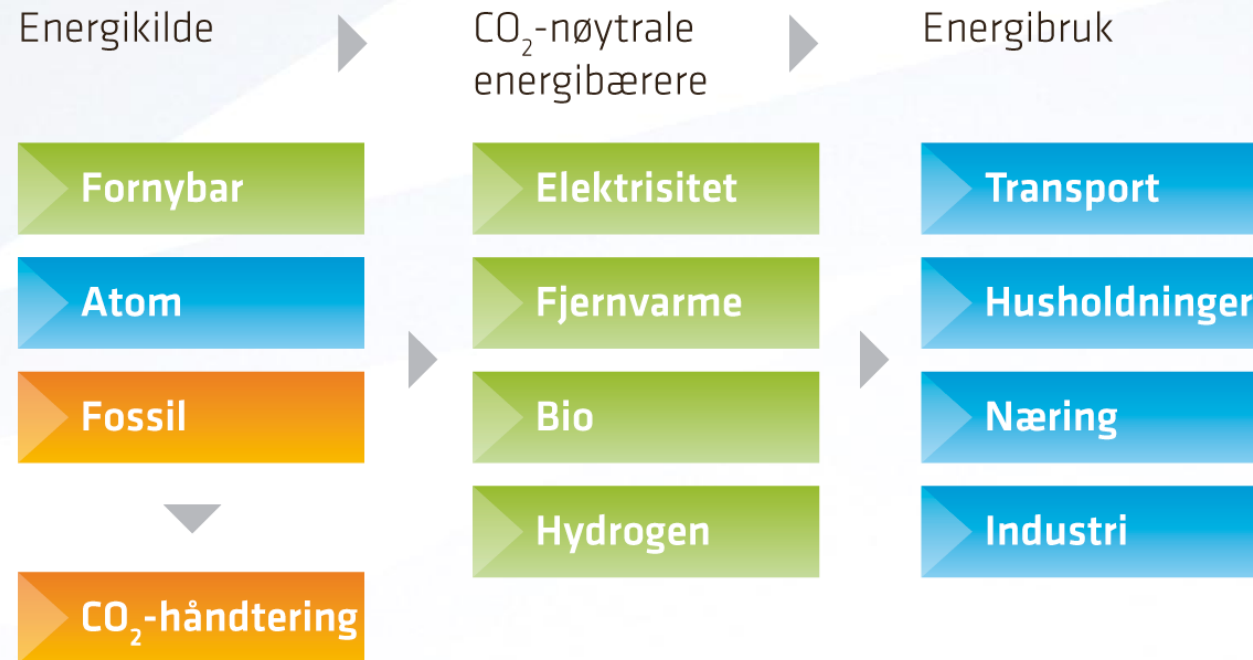 Energikilde
Fornybar
Atom
Fossil
CO₂-håndtering
CO₂-nøytrale
energibærere
Elektrisitet
Fjernvarme
Bio
Hydrogen
Energibruk
Transport
Husholdninger
Næring
Industri